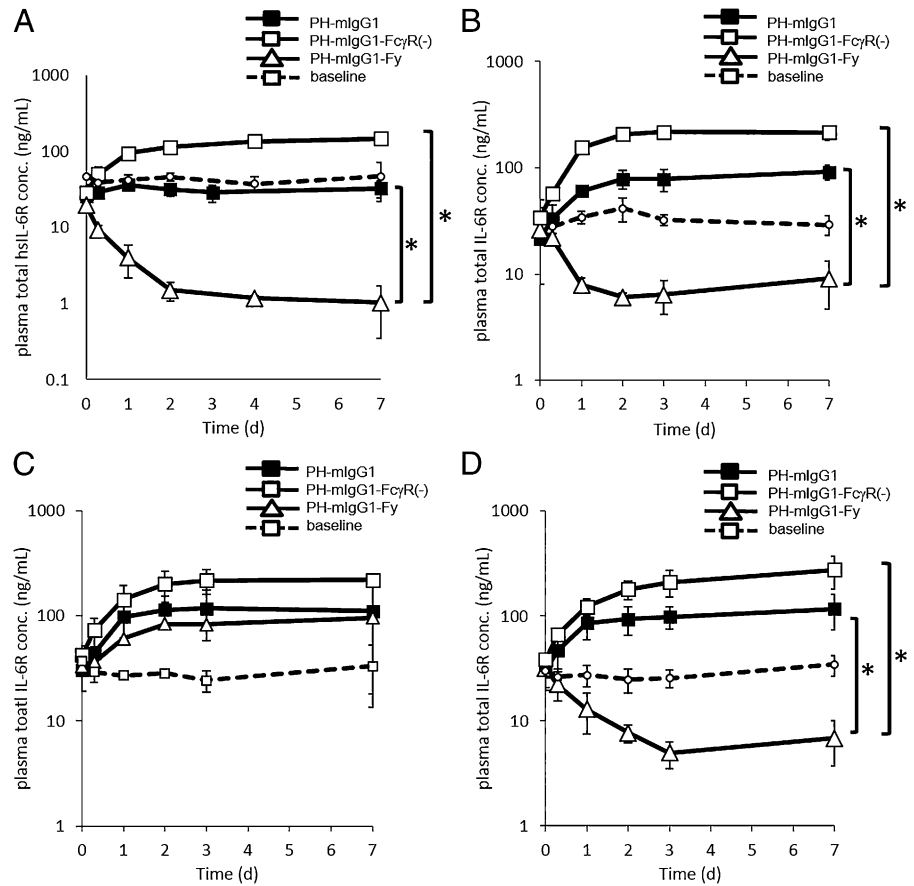 A
PH-mIgG1
PH-mIgG1-FcγR(-)
PH-mIgG1-Fy
baseline
plasma total hsIL-6R conc. (ng/mL)
1000
100
10
1
0.1
0 1 2 3 4 5 6 7
Time (d)
*
*
B
PH-mIgG1
PH-mIgG1-FcγR(-)
PH-mIgG1-Fy
baseline
plasma total IL-6R conc. (ng/mL)
1000
100
10
1
0 1 2 3 4 5 6 7
Time (d)
*
*
C
PH-mIgG1
PH-mIgG1-FcγR(-)
PH-mIgG1-Fy
baseline
plasma toatl IL-6R conc. (ng/mL)
1000
100
10
1
0 1 2 3 4 5 6 7
Time (d)
D
PH-mIgG1
PH-mIgG1-FcγR(-)
PH-mIgG1-Fy
baseline
plasma total IL-6R conc. (ng/mL)
1000
100
10
1
0 1 2 3 4 5 6 7
Time (d)
*
*